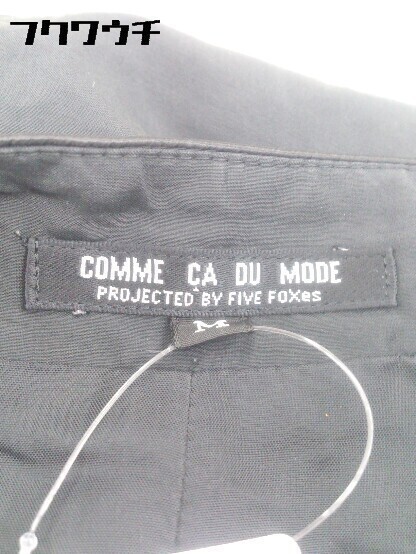 フクワウチ
COMME ÇA DU MODE
PROJECTED BY FIVE FOXes
M